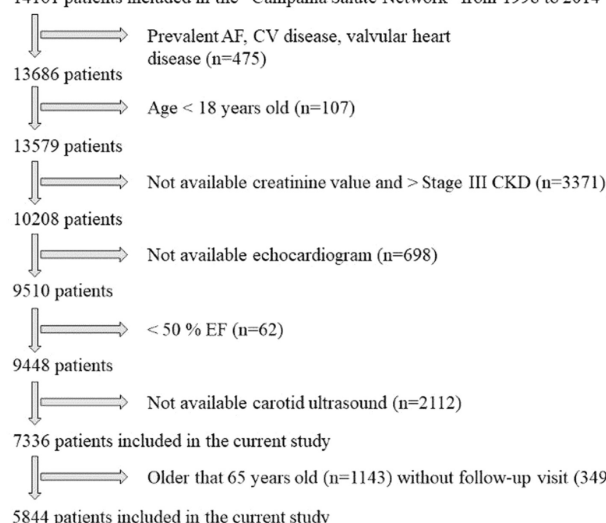 14161 patients included in the "Campania Salute Network" from 1998 to 2014
Prevalent AF, CV disease, valvular heart
disease (n=475)
13686 patients
Age < 18 years old (n=107)
13579 patients
Not available creatinine value and > Stage III CKD (n=3371)
10208 patients
Not available echocardiogram (n=698)
9510 patients
< 50 % EF (n=62)
9448 patients
Not available carotid ultrasound (n=2112)
7336 patients included in the current study
Older that 65 years old (n=1143) without follow-up visit (349
5844 patients included in the current study